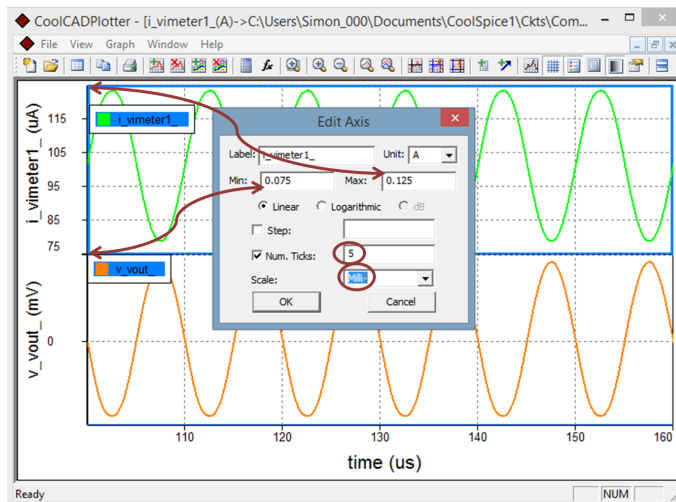 CoolCADPlotter - [i_vimeter1_(A)->C:\Users\Simon_000\Documents\CoolSpice1\Ckts\Com...
File View Graph Window Help
i_vimeter1_ (uA)
115
105
95
85
75
i_vimeter1_
Edit Axis
Label: i_vimeter1_ Unit: A
Min: 0.075 Max: 0.125
Linear Logarithmic dB
Step:
Num. Ticks: 5
Scale: Milli-
OK Cancel
v_vout_ (mV)
0
v_vout_
110 120 130 140 150 160
time (us)
Ready NUM